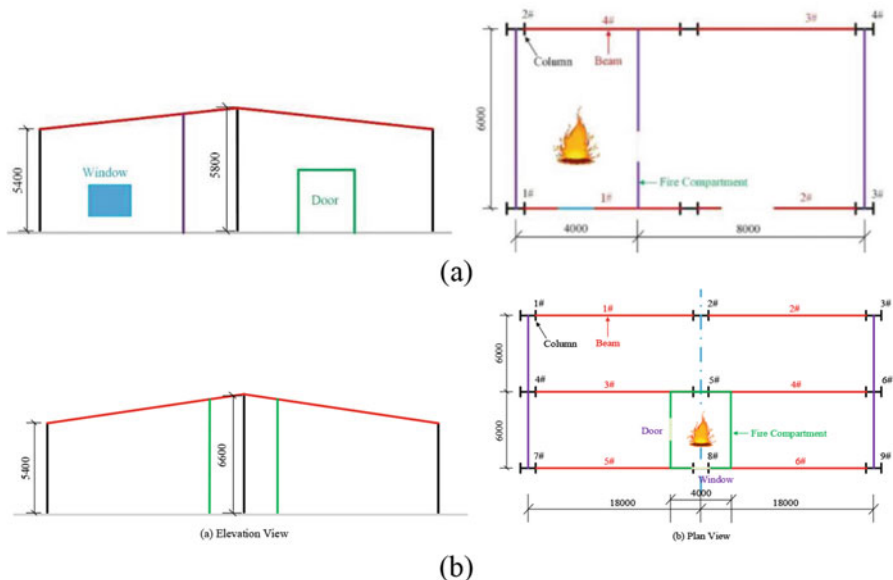 2#
4#
3#
4#
Column
Beam
6000
5400
Window
5800
Door
Fire Compartment
1#
1#
2#
3#
4000
8000
(a)
1#
1#
2#
2#
3#
Column
Beam
6000
4#
3#
5#
4#
6#
6000
Door
Fire Compartment
5400
6600
7#
5#
8#
6#
9#
Window
4000
18000
18000
(a) Elevation View
(b) Plan View
(b)